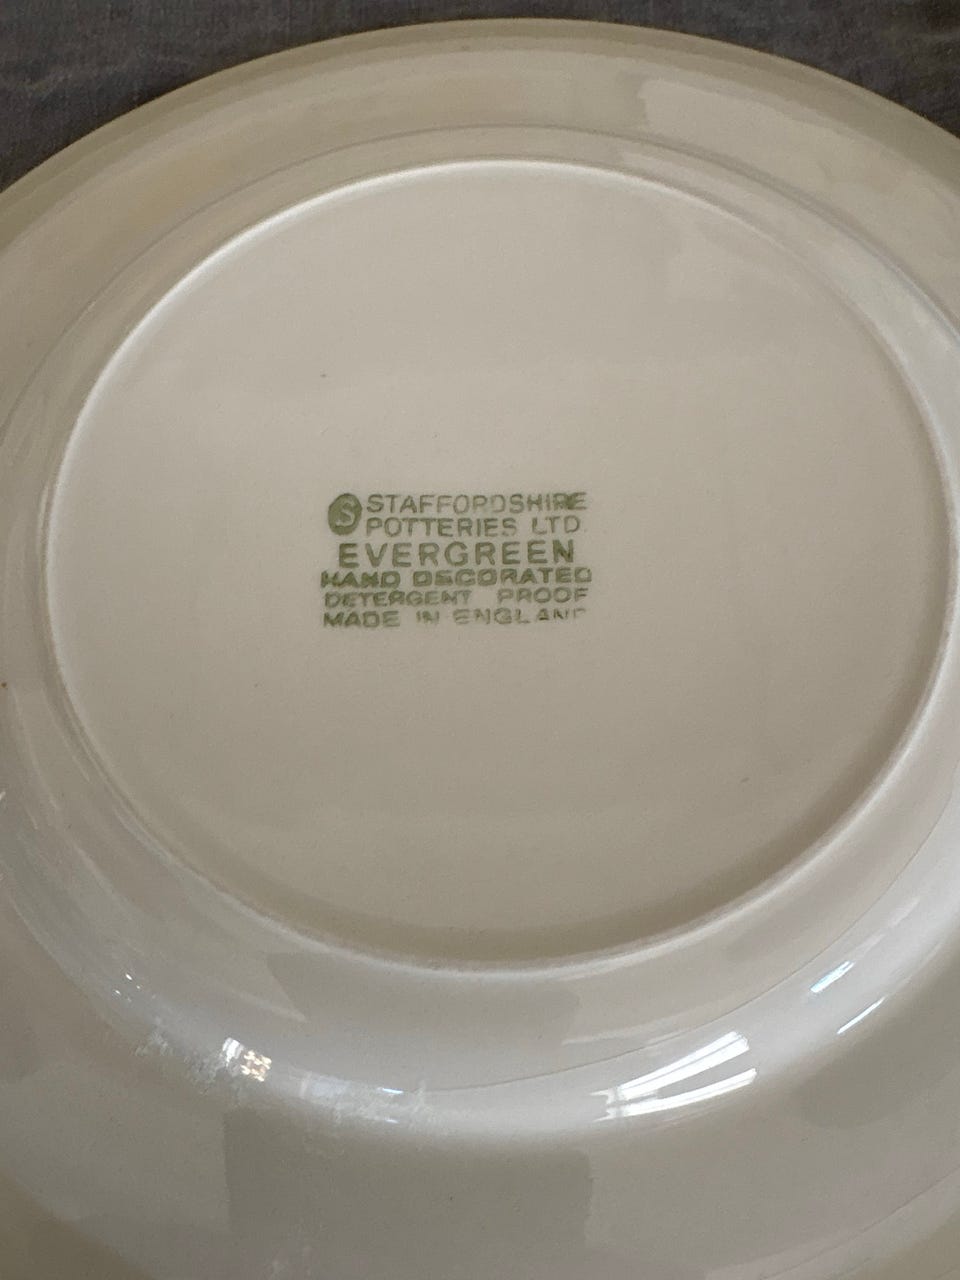 S STAFFORDSHIRE
POTTERIES LTD.
EVERGREEN
HAND DECORATED
DETERGENT PROOF
MADE IN ENGLAND